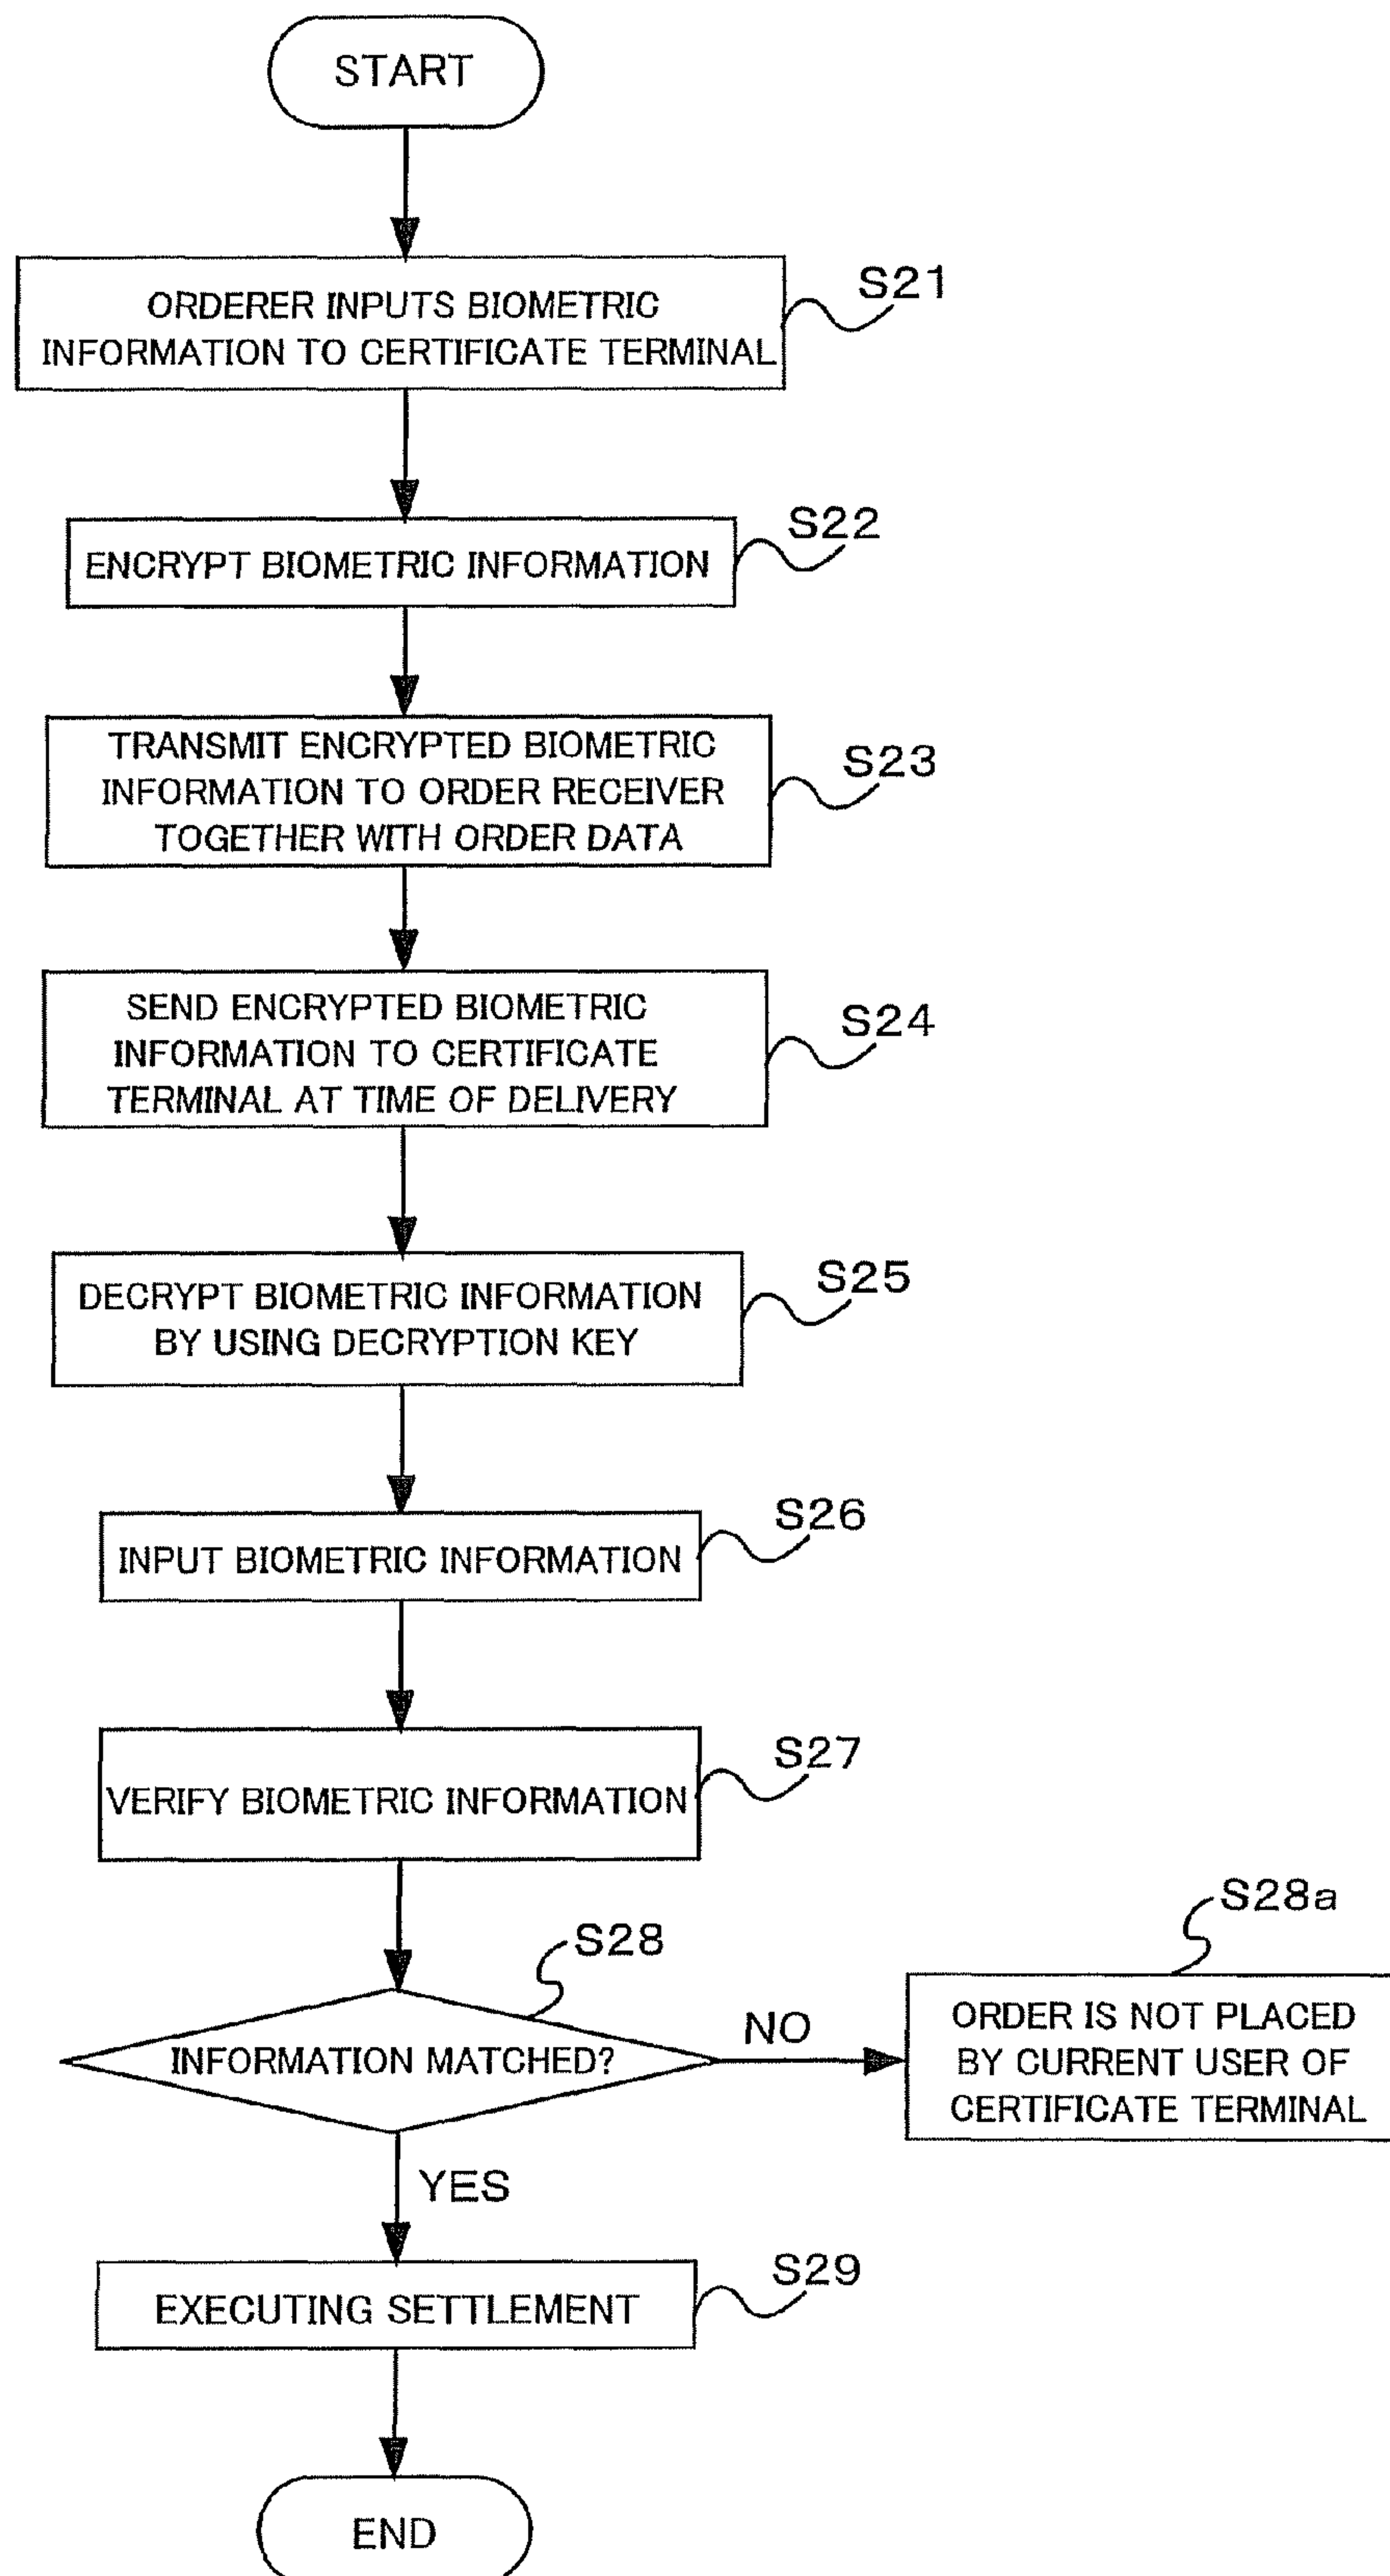 START
S21
ORDERER INPUTS BIOMETRIC
INFORMATION TO CERTIFICATE TERMINAL
S22
ENCRYPT BIOMETRIC INFORMATION
S23
TRANSMIT ENCRYPTED BIOMETRIC
INFORMATION TO ORDER RECEIVER
TOGETHER WITH ORDER DATA
S24
SEND ENCRYPTED BIOMETRIC
INFORMATION TO CERTIFICATE
TERMINAL AT TIME OF DELIVERY
S25
DECRYPT BIOMETRIC INFORMATION
BY USING DECRYPTION KEY
S26
INPUT BIOMETRIC INFORMATION
S27
VERIFY BIOMETRIC INFORMATION
S28
INFORMATION MATCHED?
NO
S28a
ORDER IS NOT PLACED
BY CURRENT USER OF
CERTIFICATE TERMINAL
YES
S29
EXECUTING SETTLEMENT
END